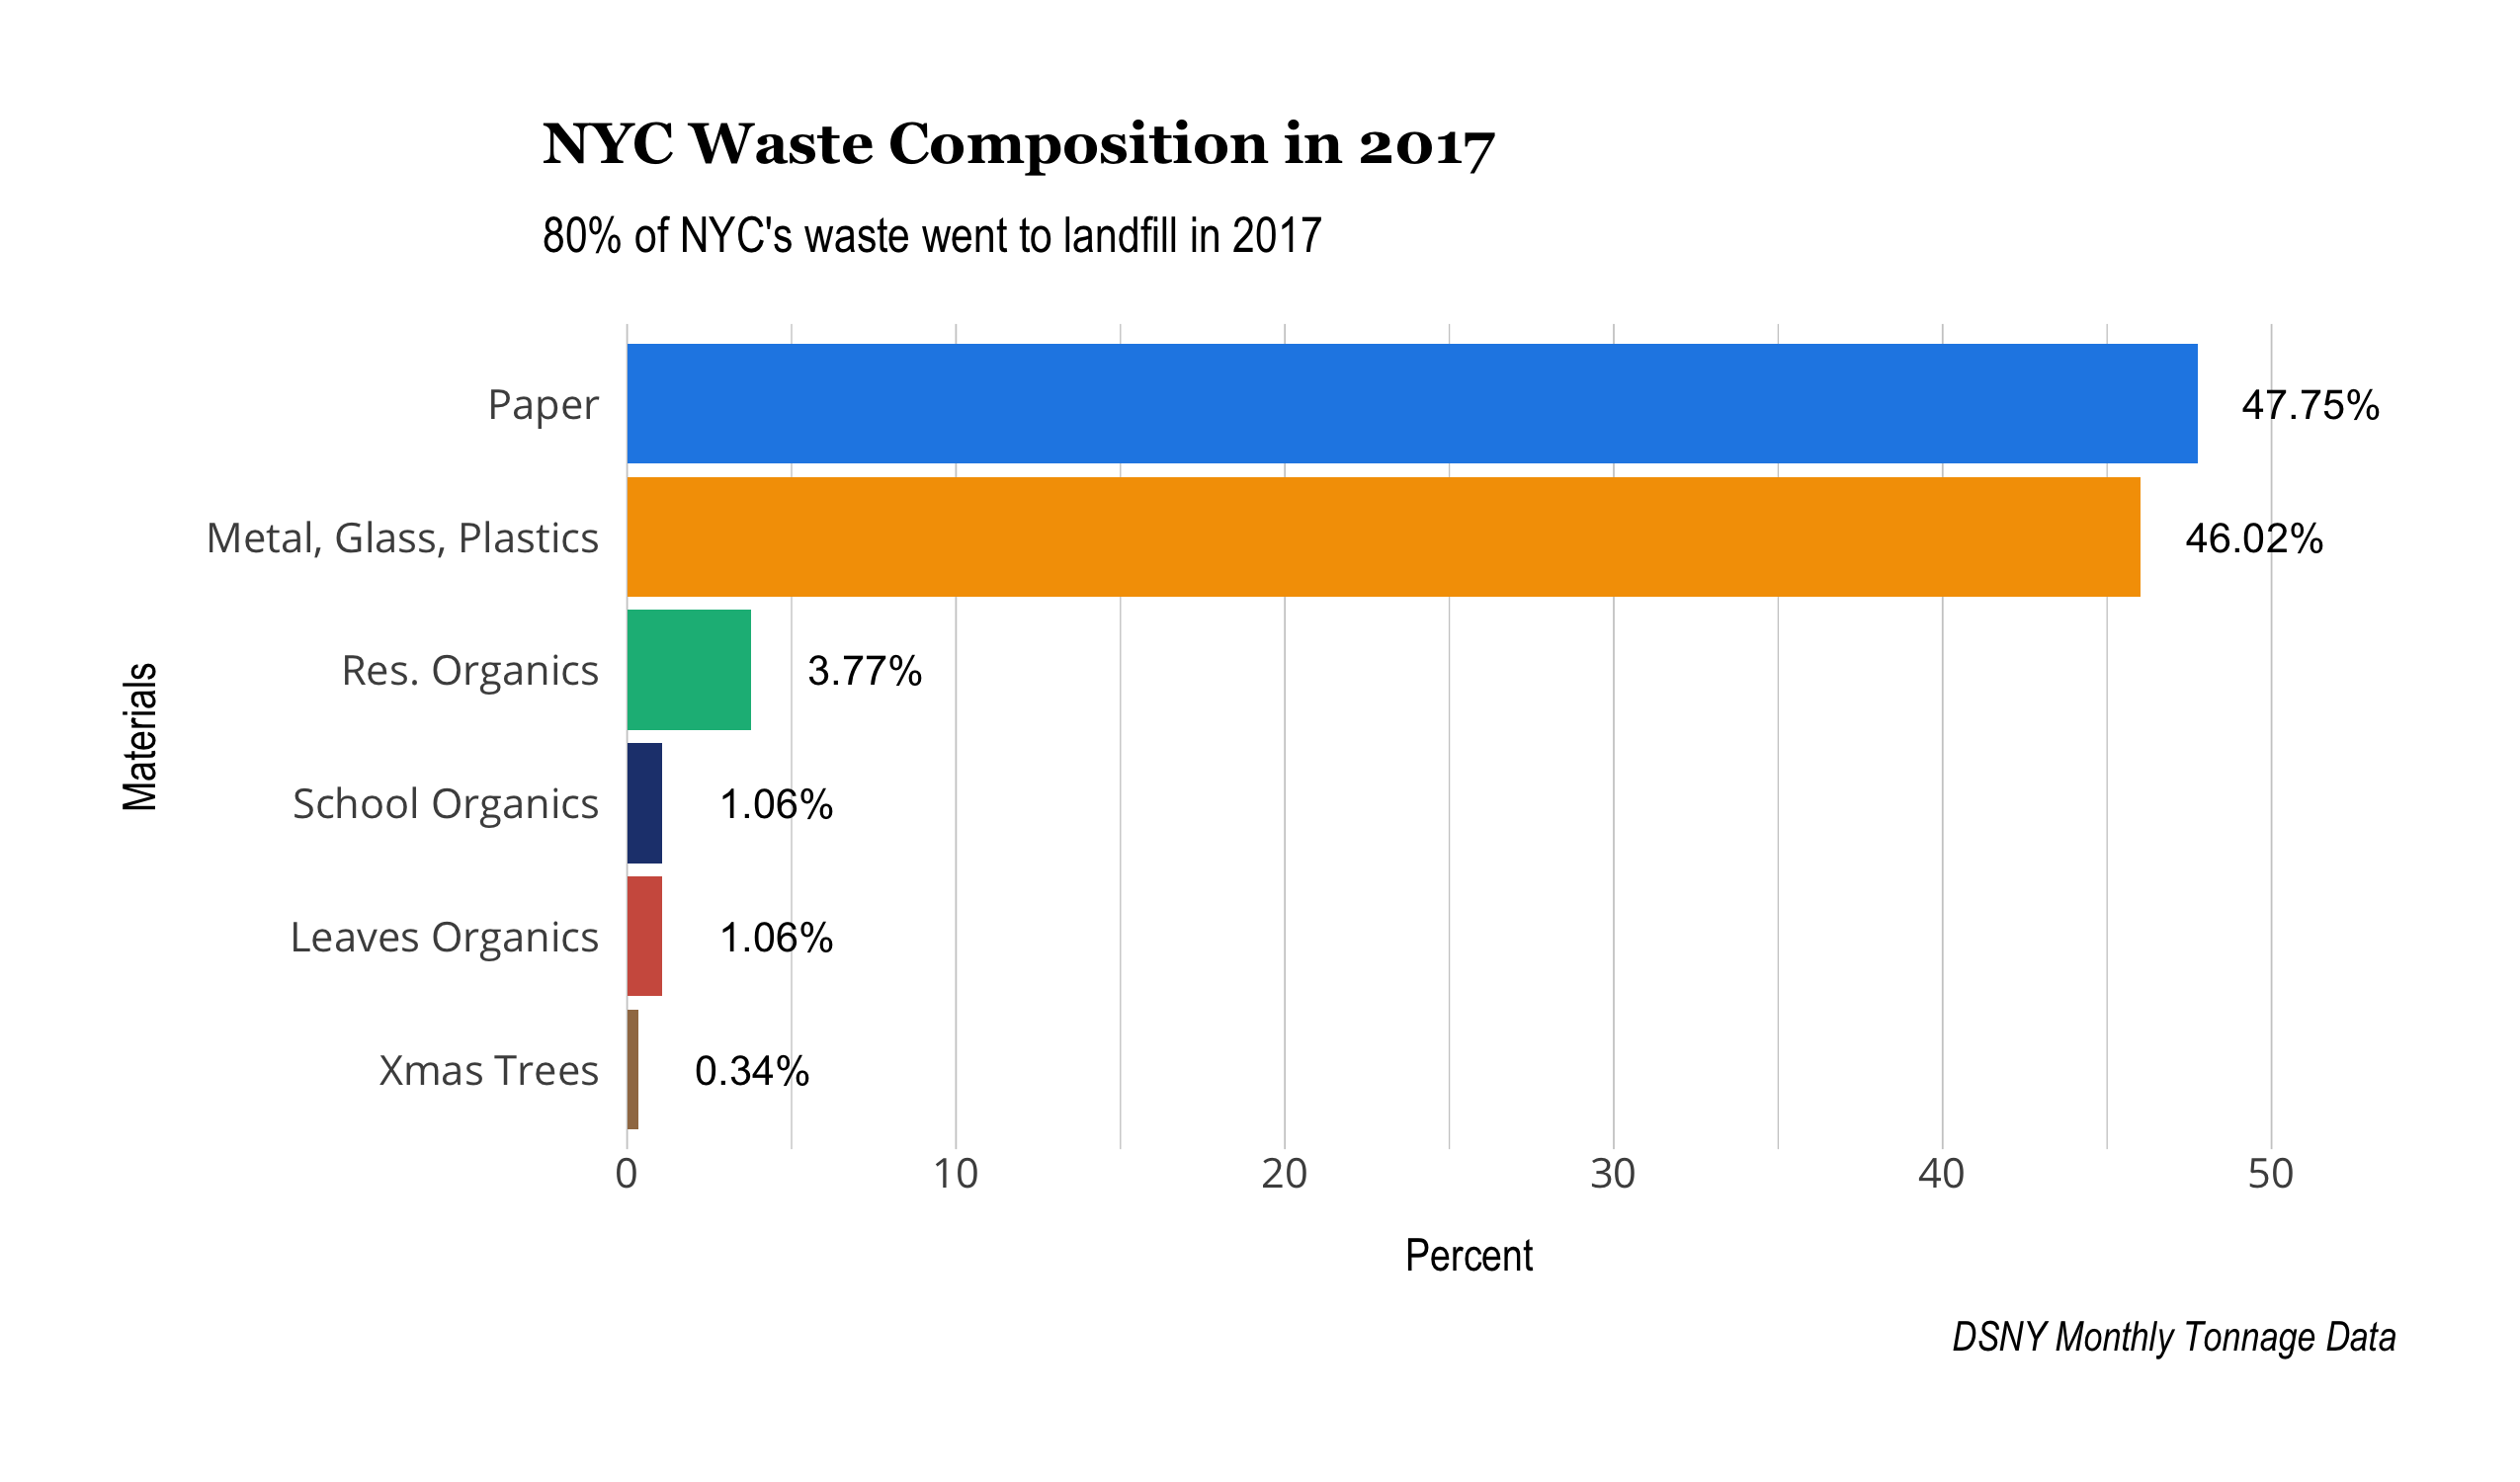 NYC Waste Composition in 2017
80% of NYC's waste went to landfill in 2017
Materials
Paper
47.75%
Metal, Glass, Plastics
46.02%
Res. Organics
3.77%
School Organics
1.06%
Leaves Organics
1.06%
Xmas Trees
0.34%
0 10 20 30 40 50
Percent
DSNY Monthly Tonnage Data